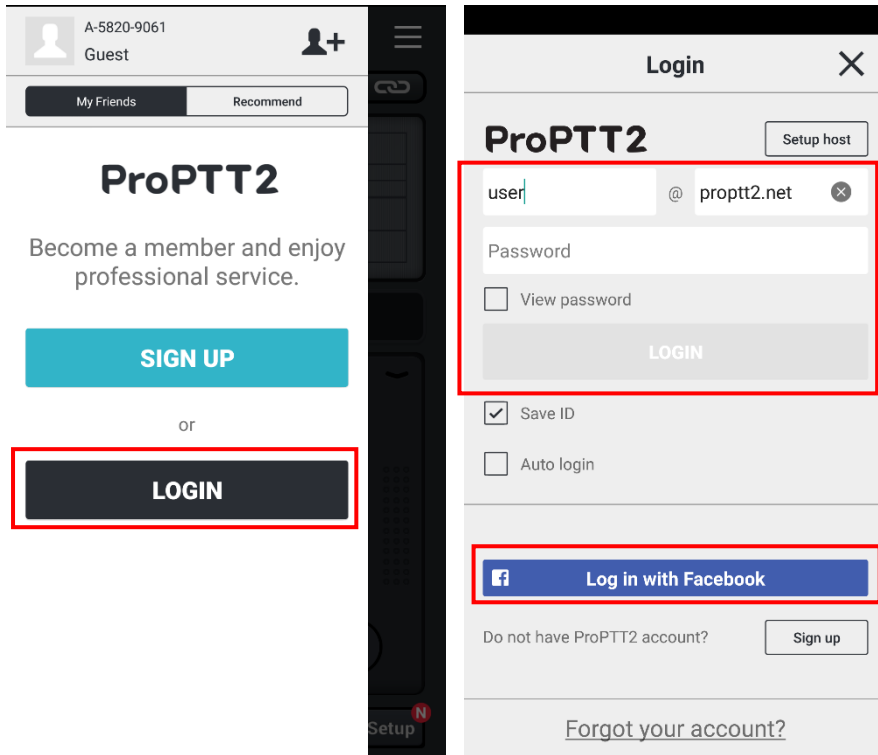 A-5820-9061
Guest
My Friends Recommend
ProPTT2
Become a member and enjoy
professional service.
SIGN UP
or
LOGIN
N
Setup
Login
ProPTT2 Setup host
user @ proptt2.net
Password
View password
LOGIN
Save ID
Auto login
Log in with Facebook
Do not have ProPTT2 account? Sign up
Forgot your account?